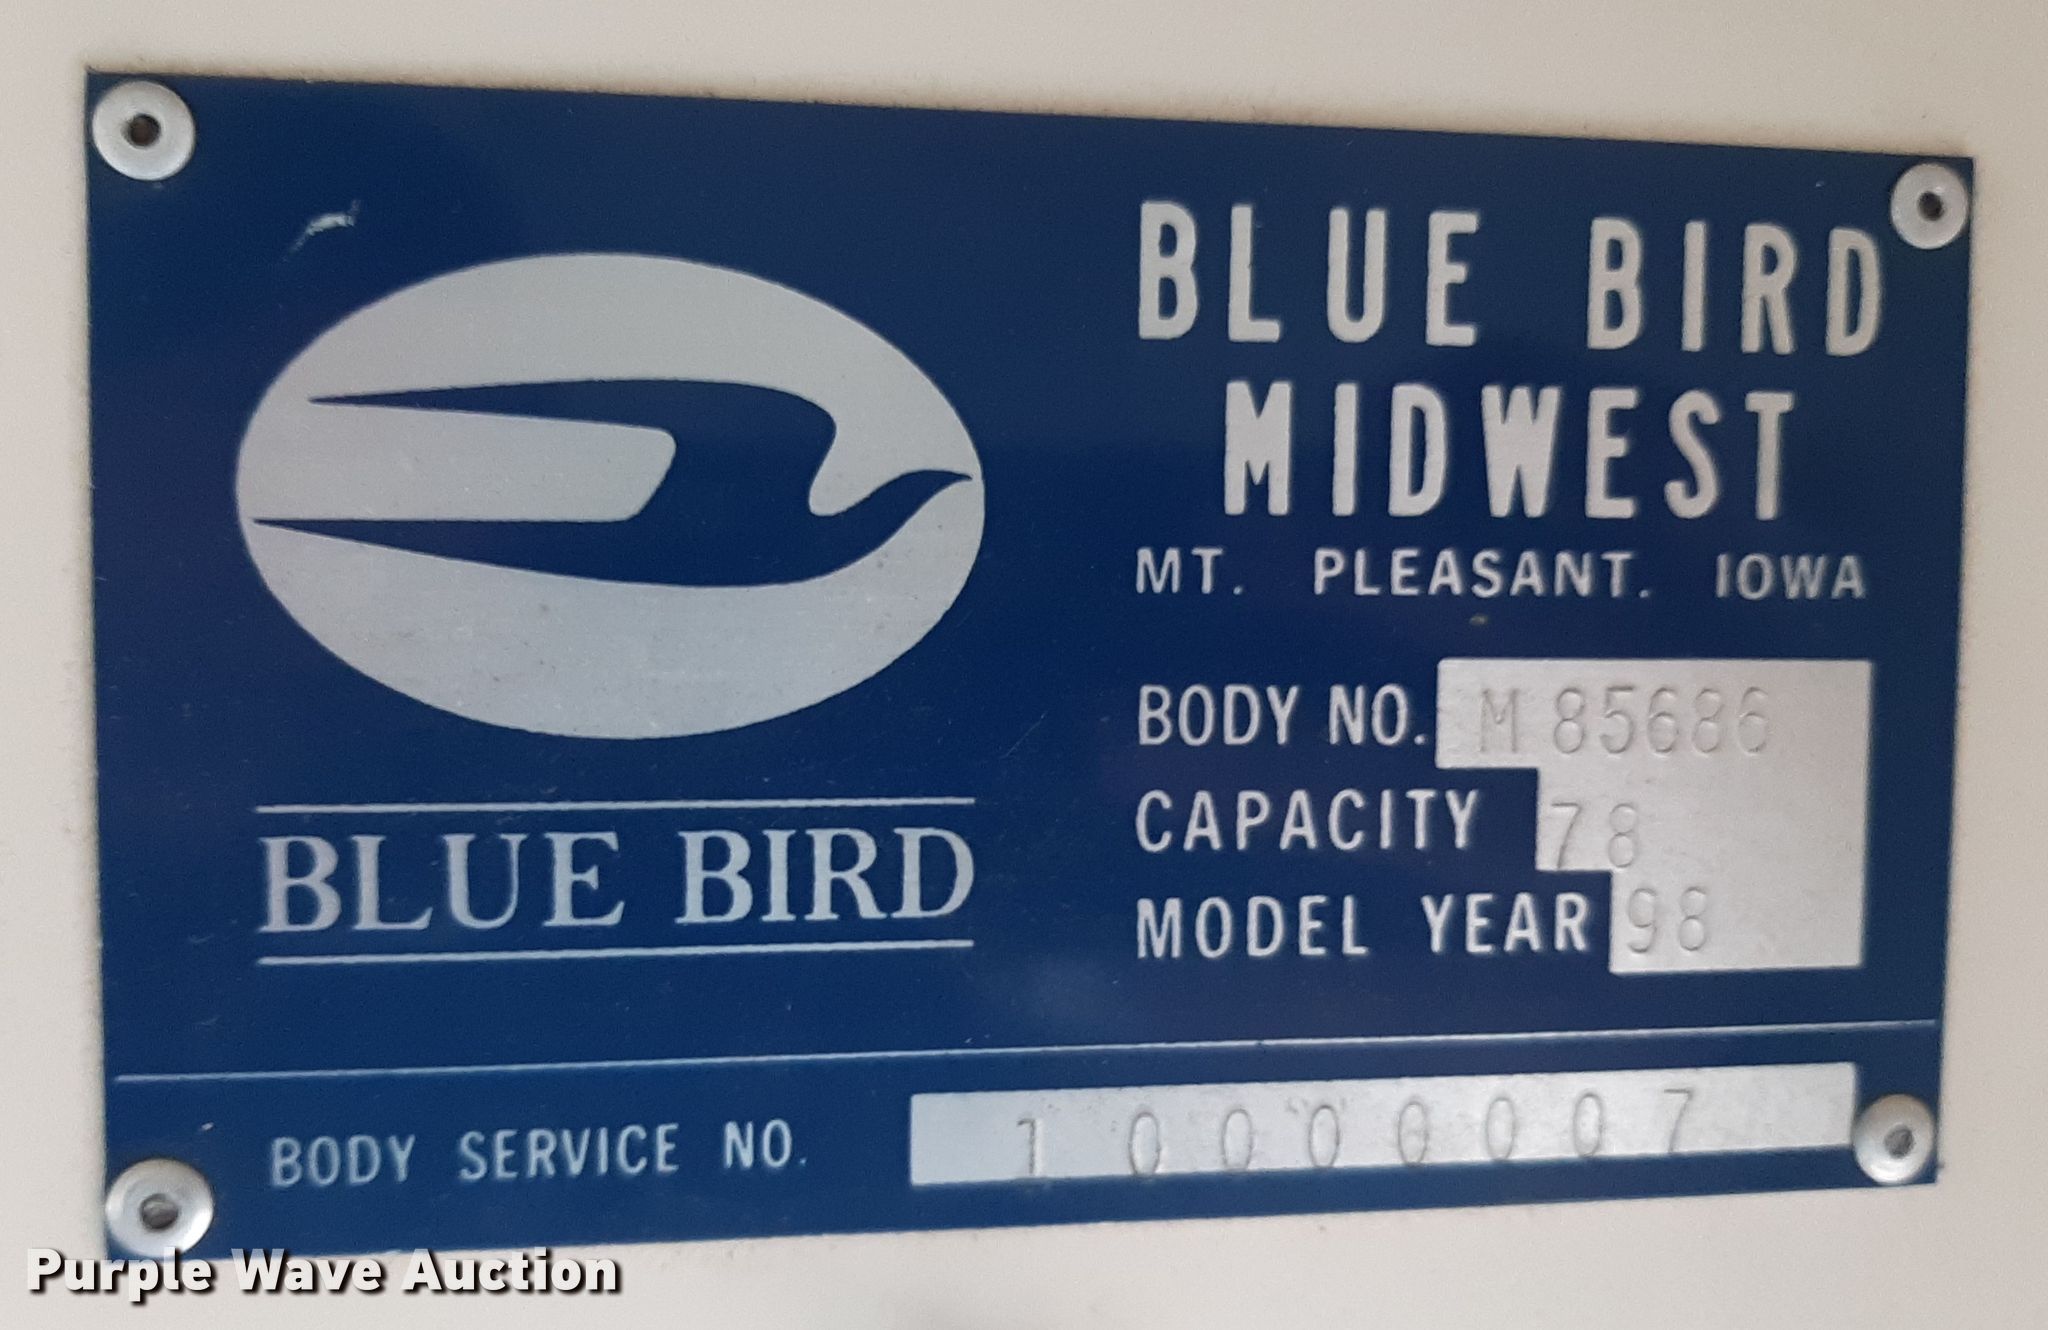 BLUE BIRD
MIDWEST
MT. PLEASANT. IOWA
BODY NO. M 85686
CAPACITY 78
MODEL YEAR 98
BLUE BIRD
BODY SERVICE NO. 10000007
Purple Wave Auction